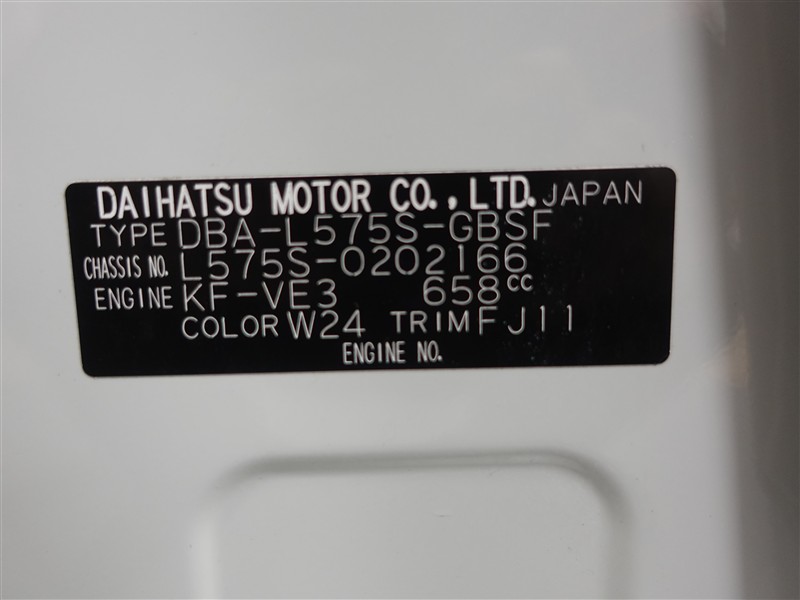 DAIHATSU MOTOR CO.,LTD. JAPAN
TYPE DBA-L575S-GBSF
CHASSIS NO. L575S-0202166
ENGINE KF-VE3 658cc
COLOR W24 TRIM FJ11
ENGINE NO.